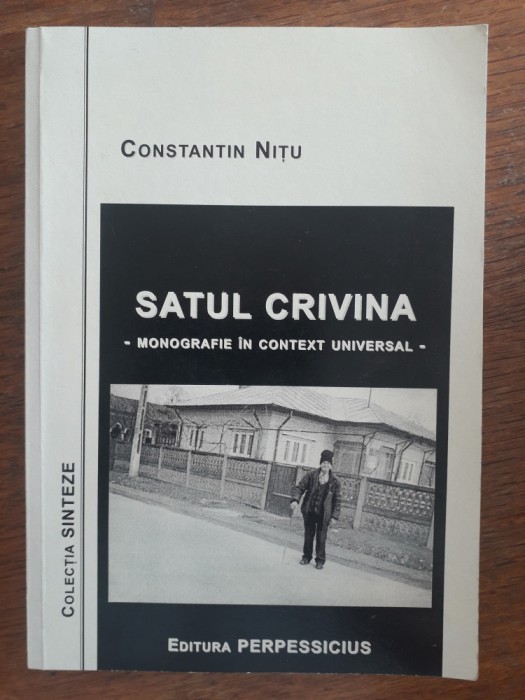 CONSTANTIN NIȚU
SATUL CRIVINA
- MONOGRAFIE ÎN CONTEXT UNIVERSAL -
COLECȚIA SINTEZE
EDITURA PERPESSICIUS